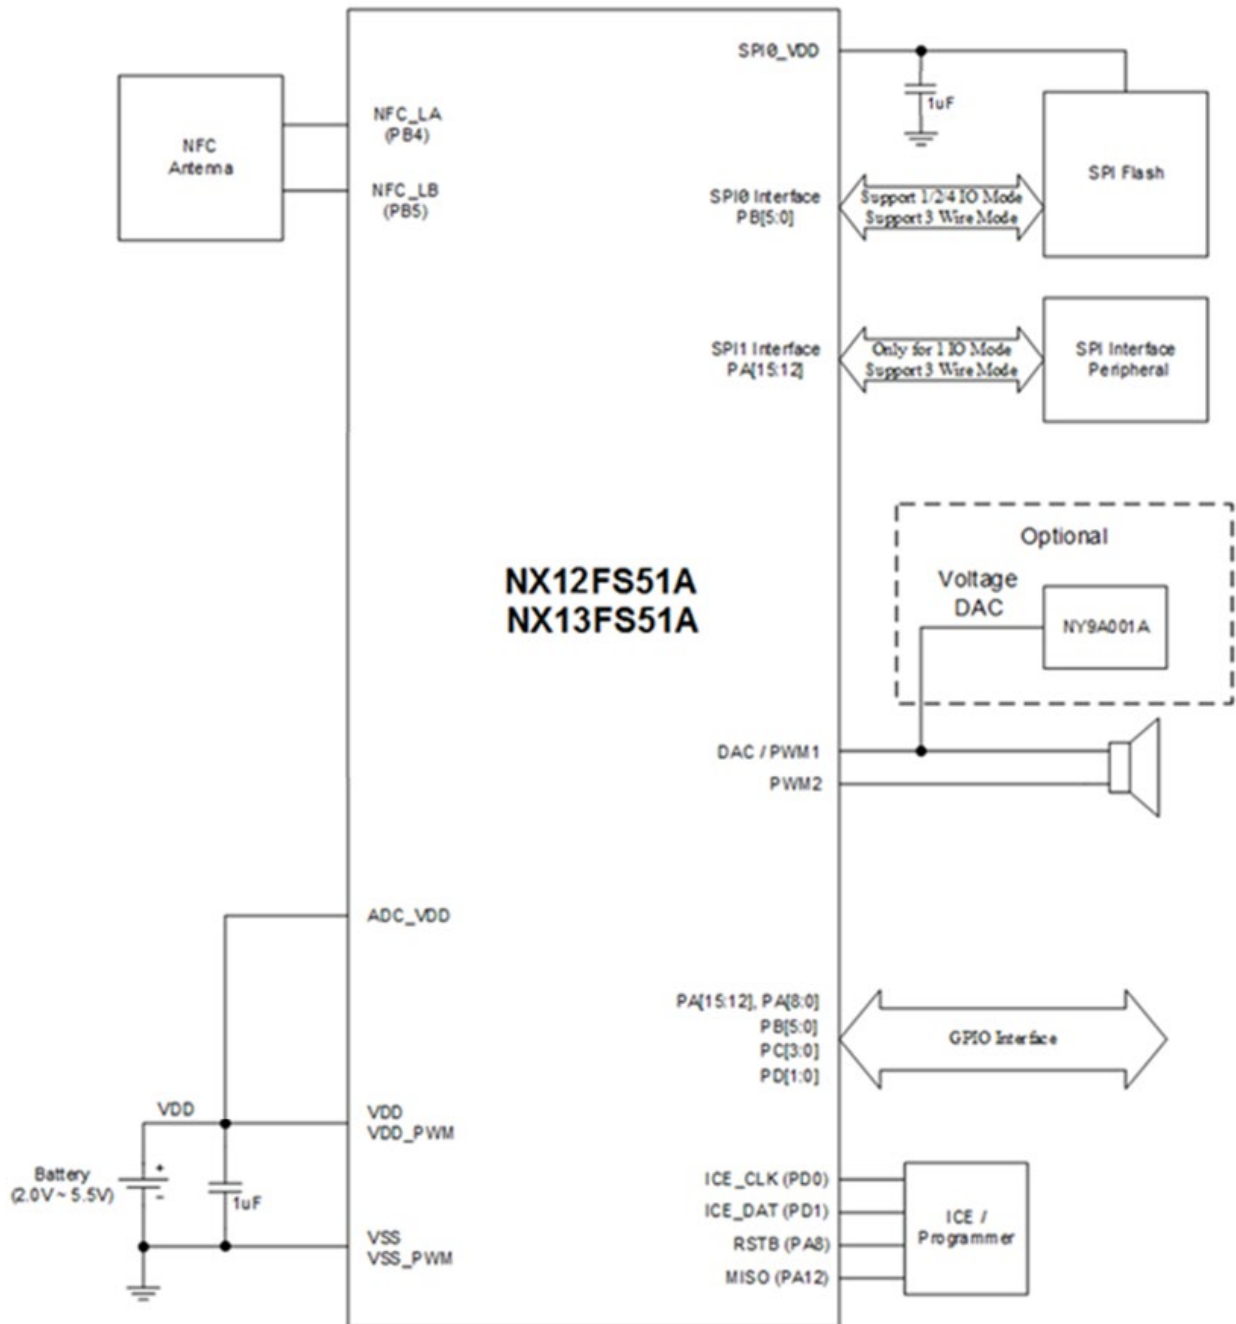 SPI0_VDD
1uF
NFC
Antenna
NFC_LA
(PB4)
NFC_LB
(PB5)
SPI Flash
SPI0 Interface
PB[5:0]
Support 1/2/4 IO Mode
Support 3 Wire Mode
SPI1 Interface
PA[15:12]
Only for 1 IO Mode
Support 3 Wire Mode
SPI Interface
Peripheral
NX12FS51A
NX13FS51A
Optional
Voltage
DAC
NY9A001A
DAC / PWM1
PWM2
ADC_VDD
PA[15:12], PA[8:0]
PB[5:0]
PC[3:0]
PD[1:0]
GPIO Interface
VDD
VDD
VDD_PWM
Battery
(2.0V ~ 5.5V)
+
-
1uF
VSS
VSS_PWM
ICE_CLK (PD0)
ICE_DAT (PD1)
RSTB (PA8)
MISO (PA12)
ICE /
Programmer